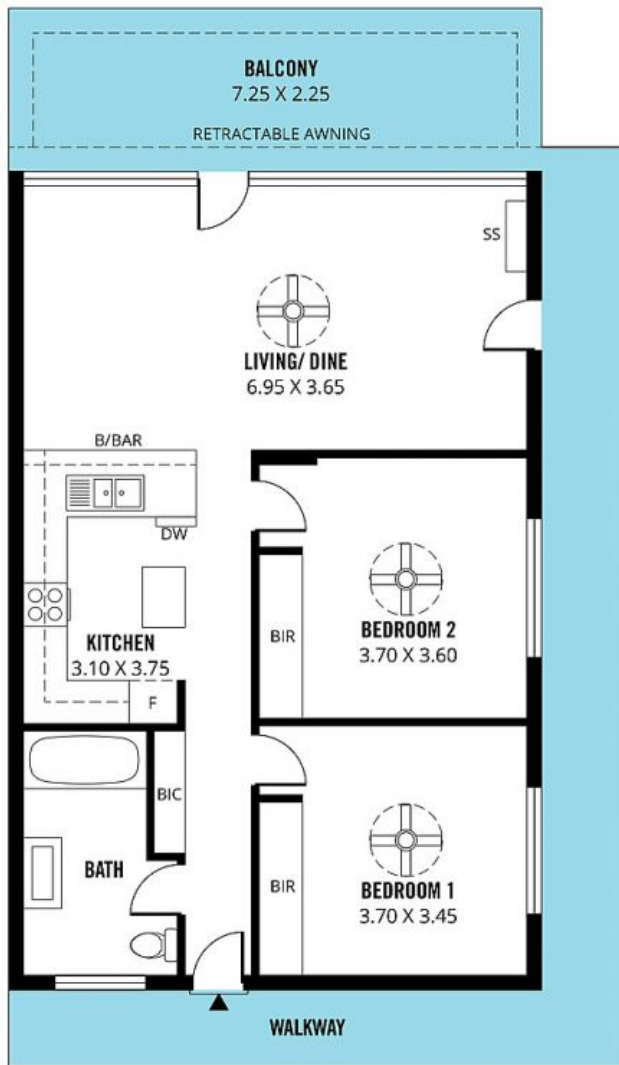 BALCONY
7.25 X 2.25
RETRACTABLE AWNING
SS
LIVING/ DINE
6.95 X 3.65
B/BAR
DW
KITCHEN
3.10 X 3.75
F
BIR
BEDROOM 2
3.70 X 3.60
BIC
BATH
BIR
BEDROOM 1
3.70 X 3.45
WALKWAY